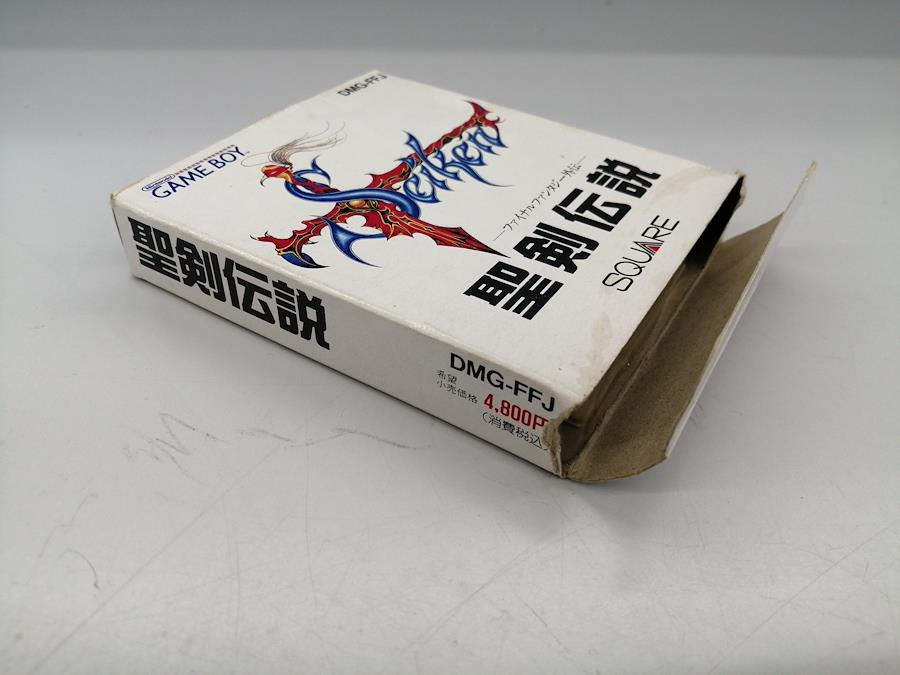 DMG-FFJ
Nintendo
GAME BOY
Seiken
―ファイナルファンタジー外伝―
聖剣伝説
SQUARE
聖剣伝説
DMG-FFJ
希望
小売価格 4,800円
(消費税込)